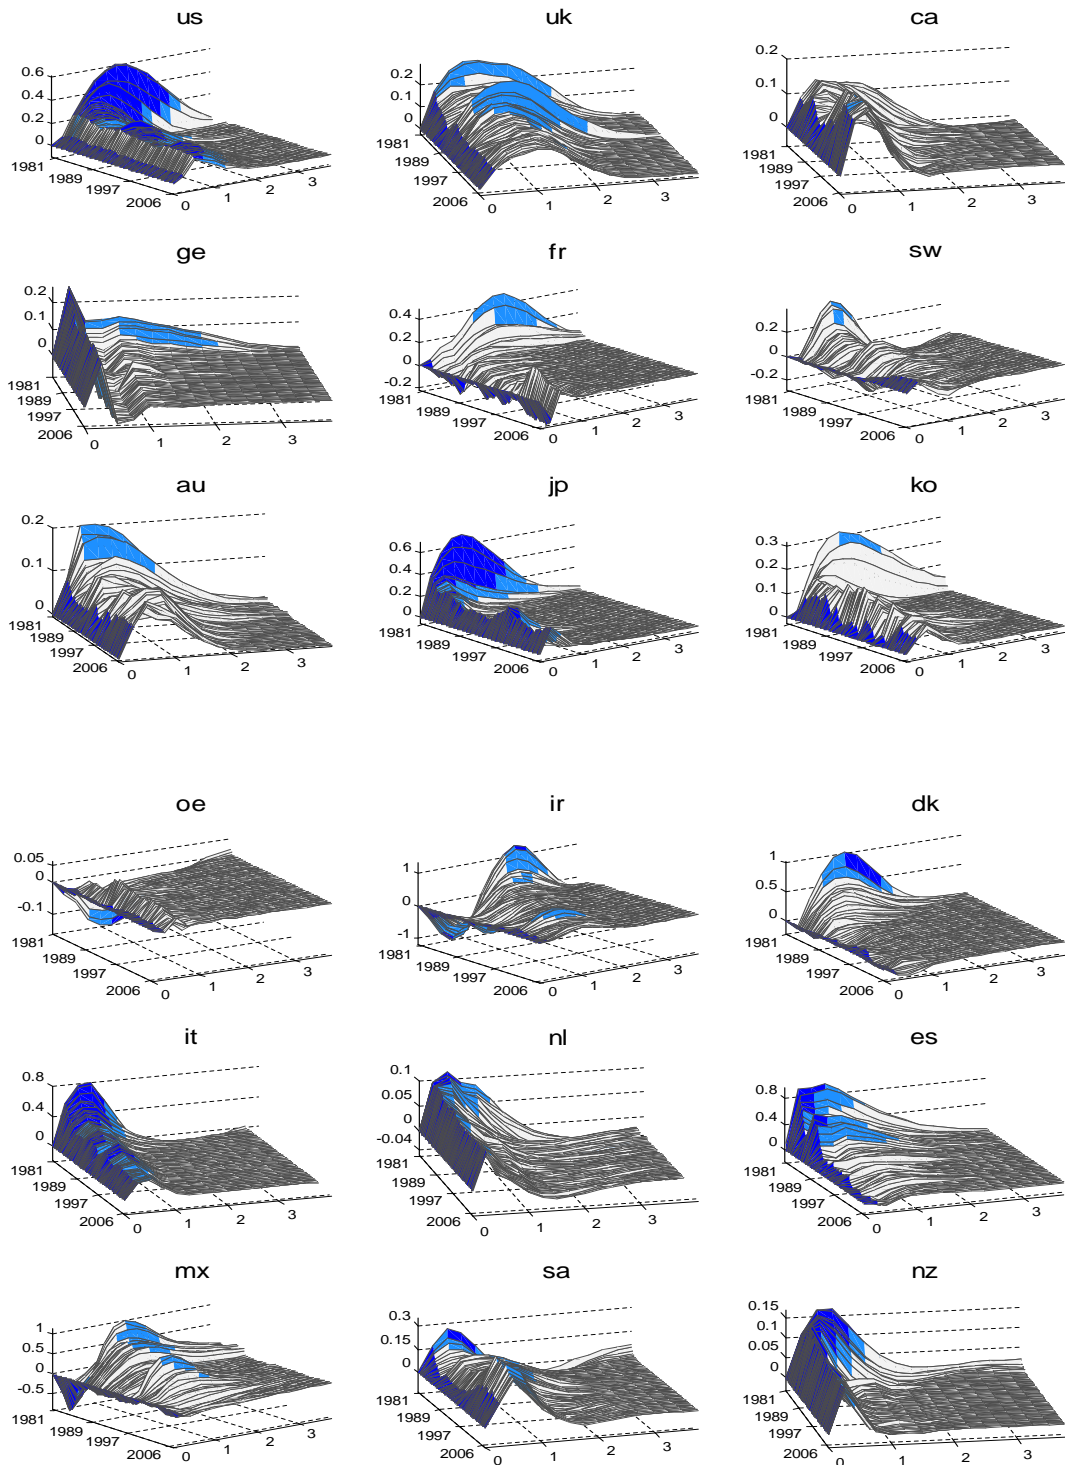 us uk ca
0.6 0.4 0.2 0 1981 1989 1997 2006 0 1 2 3
0.2 0.1 0 1981 1989 1997 2006 0 1 2 3
0.2 0.1 0 1981 1989 1997 2006 0 1 2 3
ge fr sw
0.2 0.1 0 1981 1989 1997 2006 0 1 2 3
0.4 0.2 0 -0.2 1981 1989 1997 2006 0 1 2 3
0.2 0 -0.2 1981 1989 1997 2006 0 1 2 3
au jp ko
0.2 0.1 0 1981 1989 1997 2006 0 1 2 3
0.6 0.4 0.2 0 1981 1989 1997 2006 0 1 2 3
0.3 0.2 0.1 0 1981 1989 1997 2006 0 1 2 3
oe ir dk
0.05 0 -0.1 1981 1989 1997 2006 0 1 2 3
1 0 -1 1981 1989 1997 2006 0 1 2 3
1 0.5 0 1981 1989 1997 2006 0 1 2 3
it nl es
0.8 0.4 0 1981 1989 1997 2006 0 1 2 3
0.1 0.05 0 -0.04 1981 1989 1997 2006 0 1 2 3
0.8 0.4 0 1981 1989 1997 2006 0 1 2 3
mx sa nz
1 0.5 0 -0.5 1981 1989 1997 2006 0 1 2 3
0.3 0.15 0 1981 1989 1997 2006 0 1 2 3
0.15 0.1 0.05 0 1981 1989 1997 2006 0 1 2 3